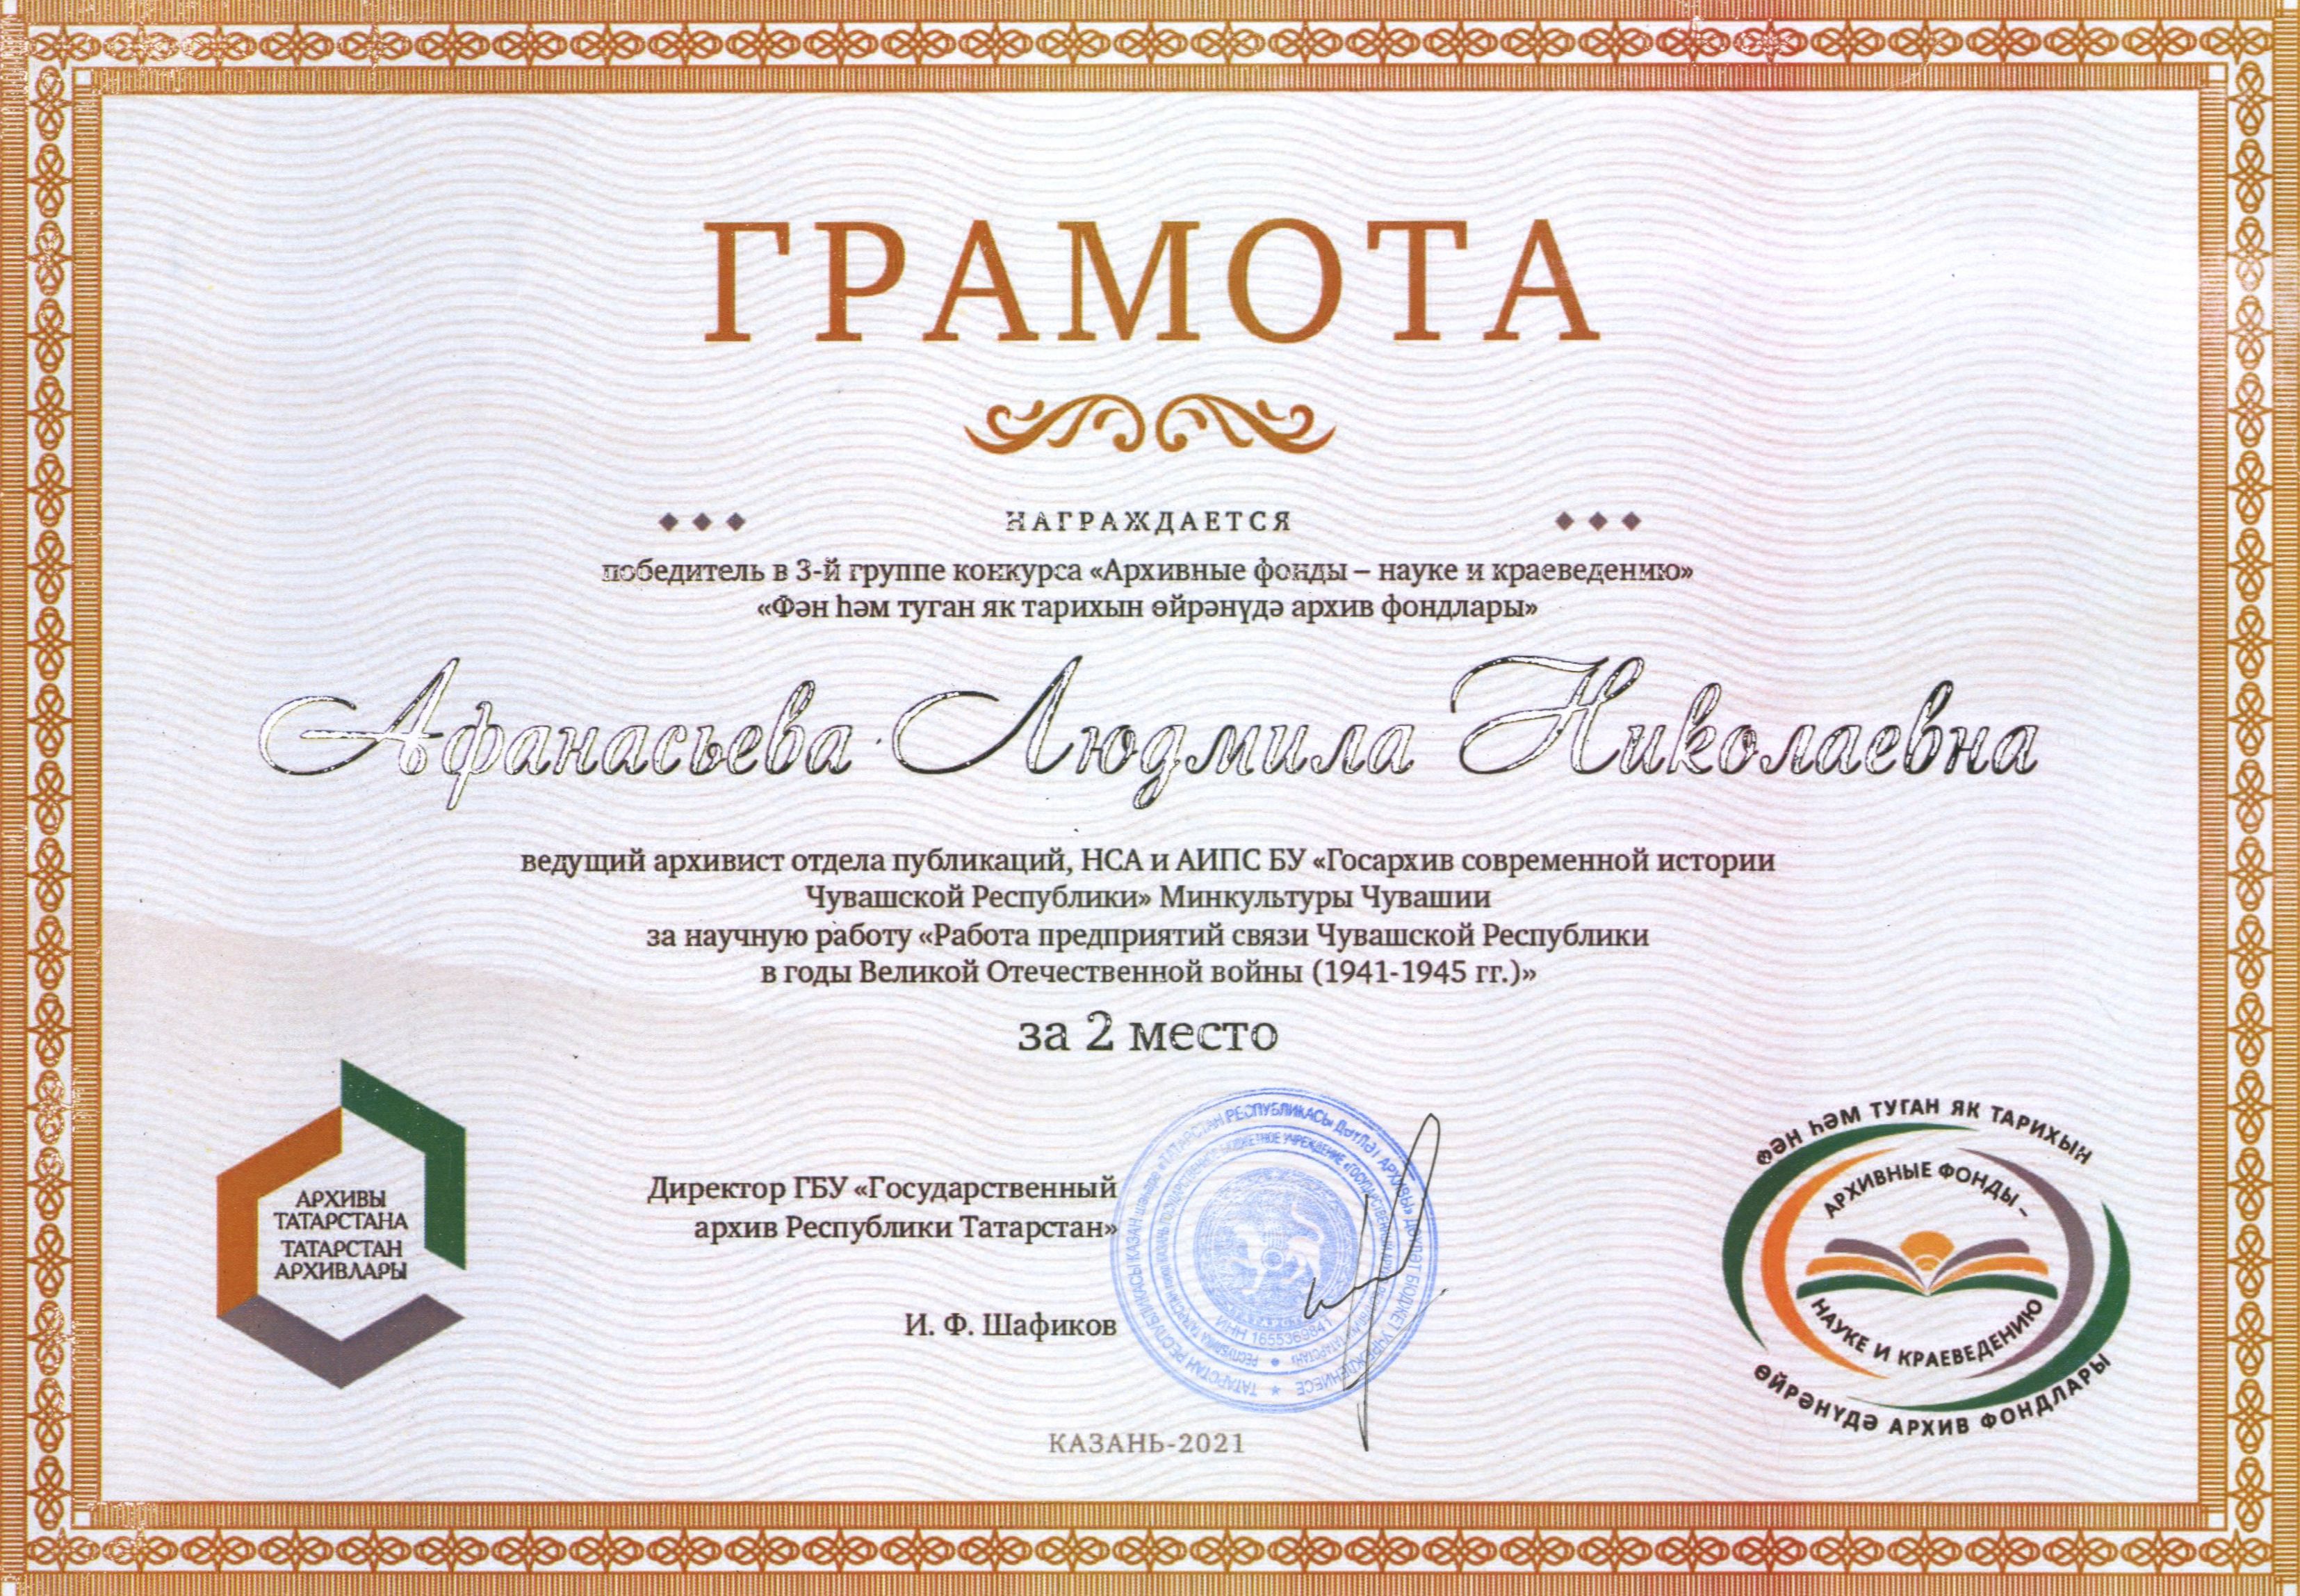 ГРАМОТА
НАГРАЖДАЕТСЯ
победитель в 3-й группе конкурса «Архивные фонды – науке и краеведению»
«Фән һәм туган як тарихын өйрәнүдә архив фондлары»
Афанасьева Людмила Николаевна
ведущий архивист отдела публикаций, НСА и АИПС БУ «Госархив современной истории
Чувашской Республики» Минкультуры Чувашии
за научную работу «Работа предприятий связи Чувашской Республики
в годы Великой Отечественной войны (1941-1945 гг.)»
за 2 место
АРХИВЫ
ТАТАРСТАНА
ТАТАРСТАН
АРХИВЛАРЫ
Директор ГБУ «Государственный
архив Республики Татарстан»
И. Ф. Шафиков
ИНН 1655369841
ФӘН ҺӘМ ТУГАН ЯК ТАРИХЫН
АРХИВНЫЕ ФОНДЫ –
НАУКЕ И КРАЕВЕДЕНИЮ
ӨЙРӘНҮДӘ АРХИВ ФОНДЛАРЫ
КАЗАНЬ-2021